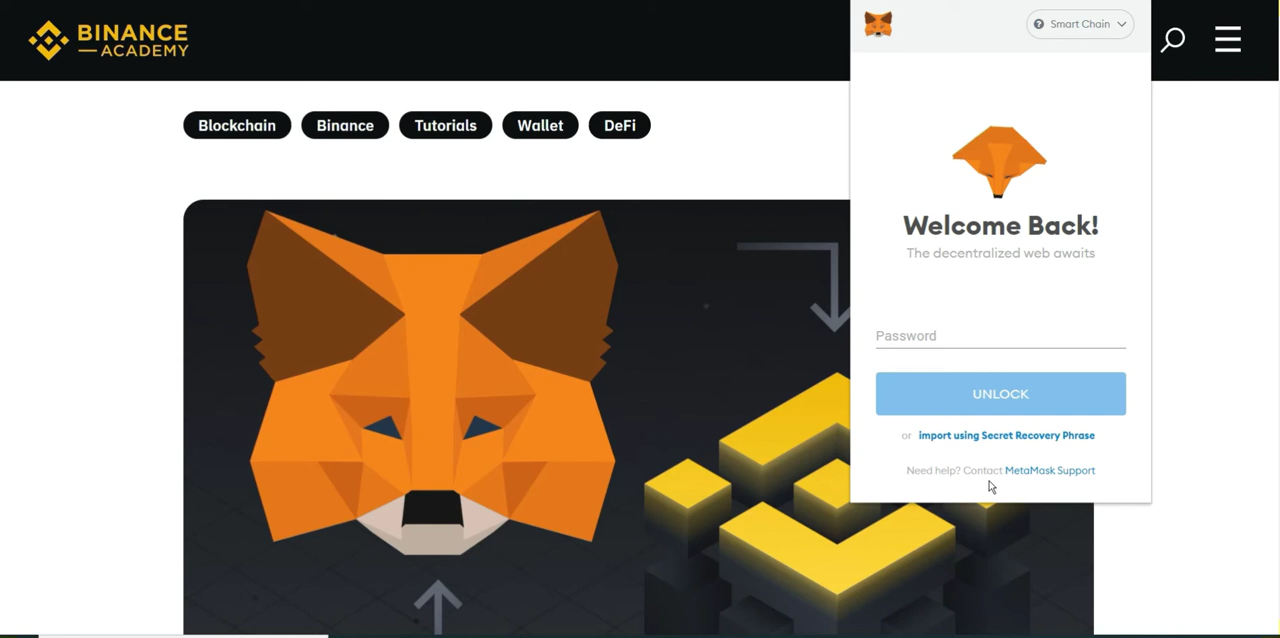 BINANCE
ACADEMY
Smart Chain
Blockchain
Binance
Tutorials
Wallet
DeFi
Welcome Back!
The decentralized web awaits
Password
UNLOCK
or import using Secret Recovery Phrase
Need help? Contact MetaMask Support